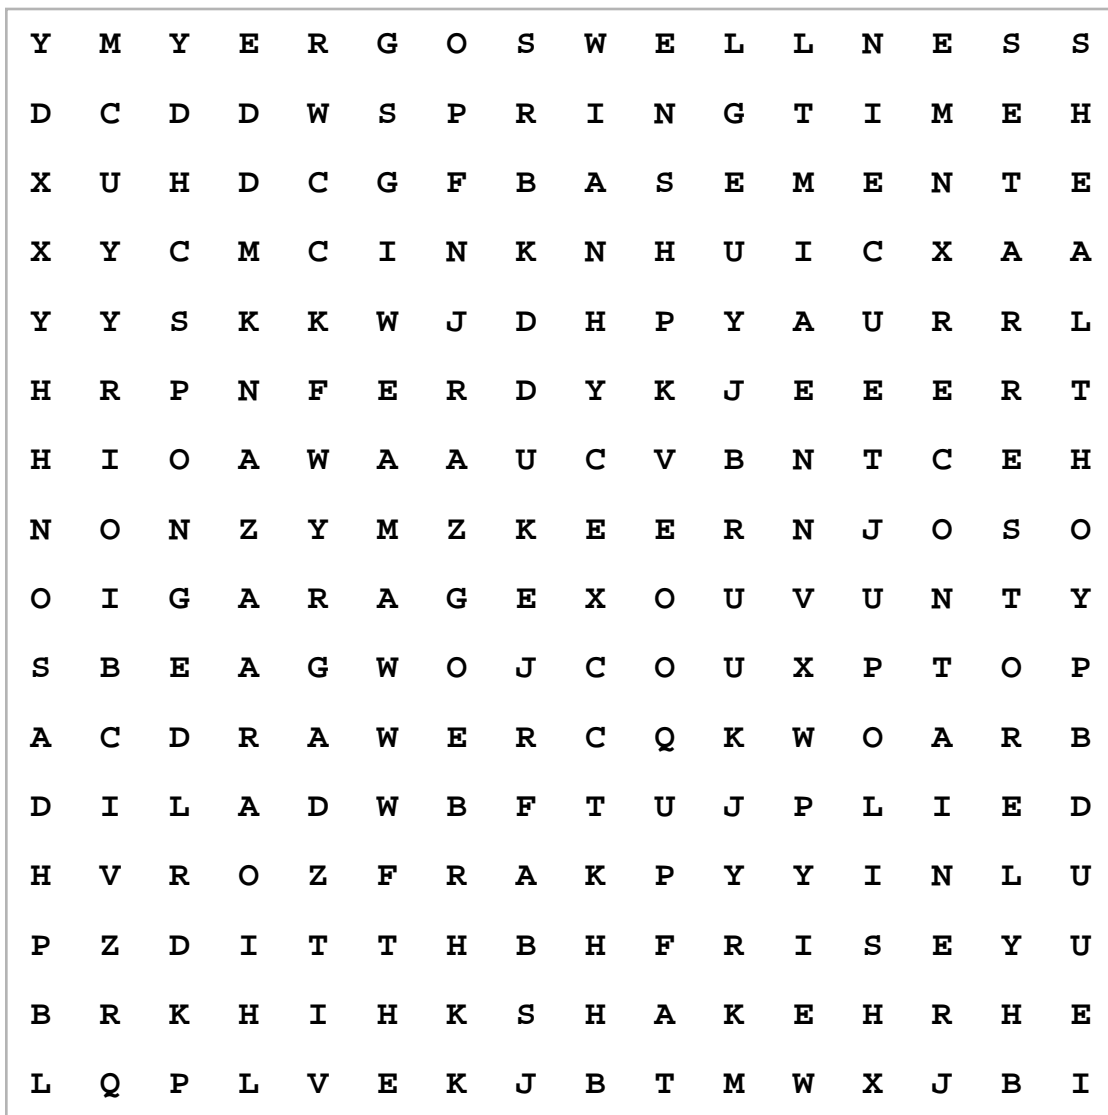 Y M Y E R G O S W E L L N E S S
D C D D W S P R I N G T I M E H
X U H D C G F B A S E M E N T E
X Y C M C I N K N H U I C X A A
Y Y S K K W J D H P Y A U R R L
H R P N F E R D Y K J E E E R T
H I O A W A A U C V B N T C E H
N O N Z Y M Z K E E R N J O S O
O I G A R A G E X O U V U N T Y
S B E A G W O J C O U X P T O P
A C D R A W E R C Q K W O A R B
D I L A D W B F T U J P L I E D
H V R O Z F R A K P Y Y I N L U
P Z D I T T H B H F R I S E Y U
B R K H I H K S H A K E H R H E
L Q P L V E K J B T M W X J B I